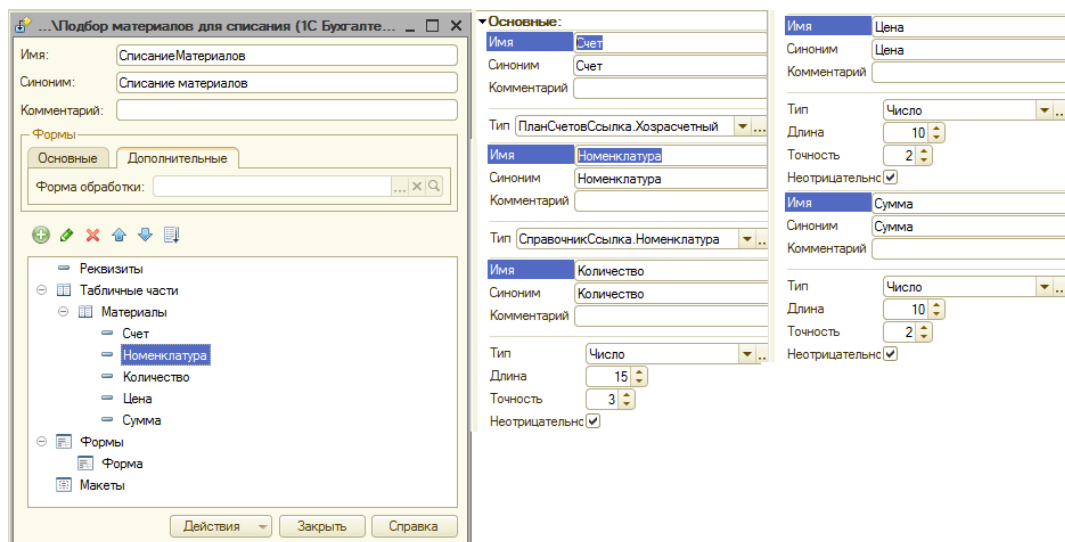 ...\Подбор материалов для списания (1С Бухгалте...
Имя:
СписаниеМатериалов
Синоним:
Списание материалов
Комментарий:
Формы
Основные
Дополнительные
Форма обработки:
Реквизиты
Табличные части
Материалы
Счет
Номенклатура
Количество
Цена
Сумма
Формы
Форма
Макеты
Действия
Закрыть
Справка
Основные:
Имя
Счет
Синоним
Счет
Комментарий
Тип
ПланСчетовСсылка.Хозрасчетный
Имя
Номенклатура
Синоним
Номенклатура
Комментарий
Тип
СправочникСсылка.Номенклатура
Имя
Количество
Синоним
Количество
Комментарий
Тип
Число
Длина
15
Точность
3
Неотрицательнс
Имя
Цена
Синоним
Цена
Комментарий
Тип
Число
Длина
10
Точность
2
Неотрицательнс
Имя
Сумма
Синоним
Сумма
Комментарий
Тип
Число
Длина
10
Точность
2
Неотрицательнс